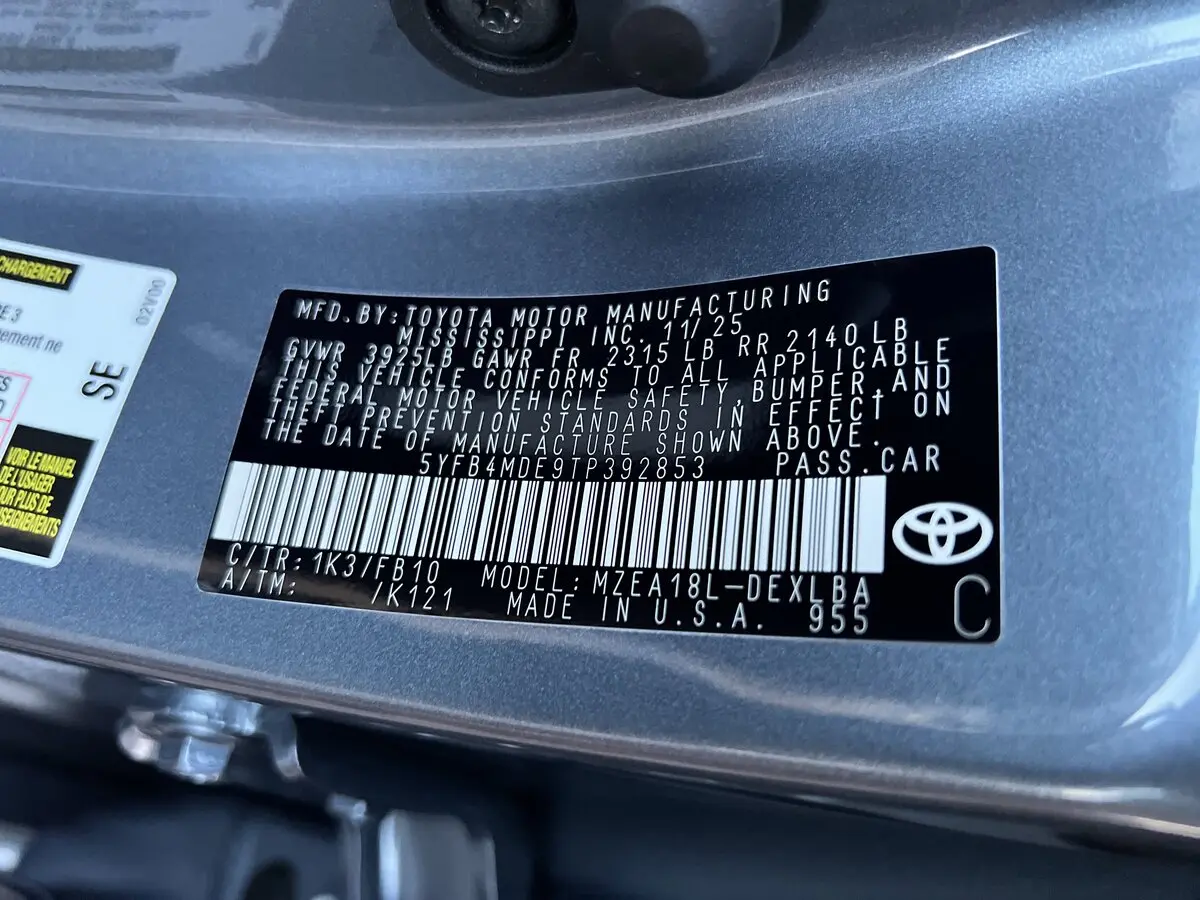 CHARGEMENT
02V00
SE
VOIR LE MANUEL
DE L'USAGER
POUR PLUS DE
MFD.BY:TOYOTA MOTOR MANUFACTURING
MISSISSIPPI INC. 11/25
GVWR 3925LB GAWR FR 2315LB RR 2140LB
THIS VEHICLE CONFORMS TO ALL APPLICABLE
FEDERAL MOTOR VEHICLE SAFETY,BUMPER,AND
THEFT PREVENTION STANDARDS IN EFFECT ON
THE DATE OF MANUFACTURE SHOWN ABOVE.
5YFB4MDE9TP392853 PASS.CAR
C/TR:1K3/FB10 MODEL:MZEA18L-DEXLBA
A/TM: /K121 MADE IN U.S.A. 955
C